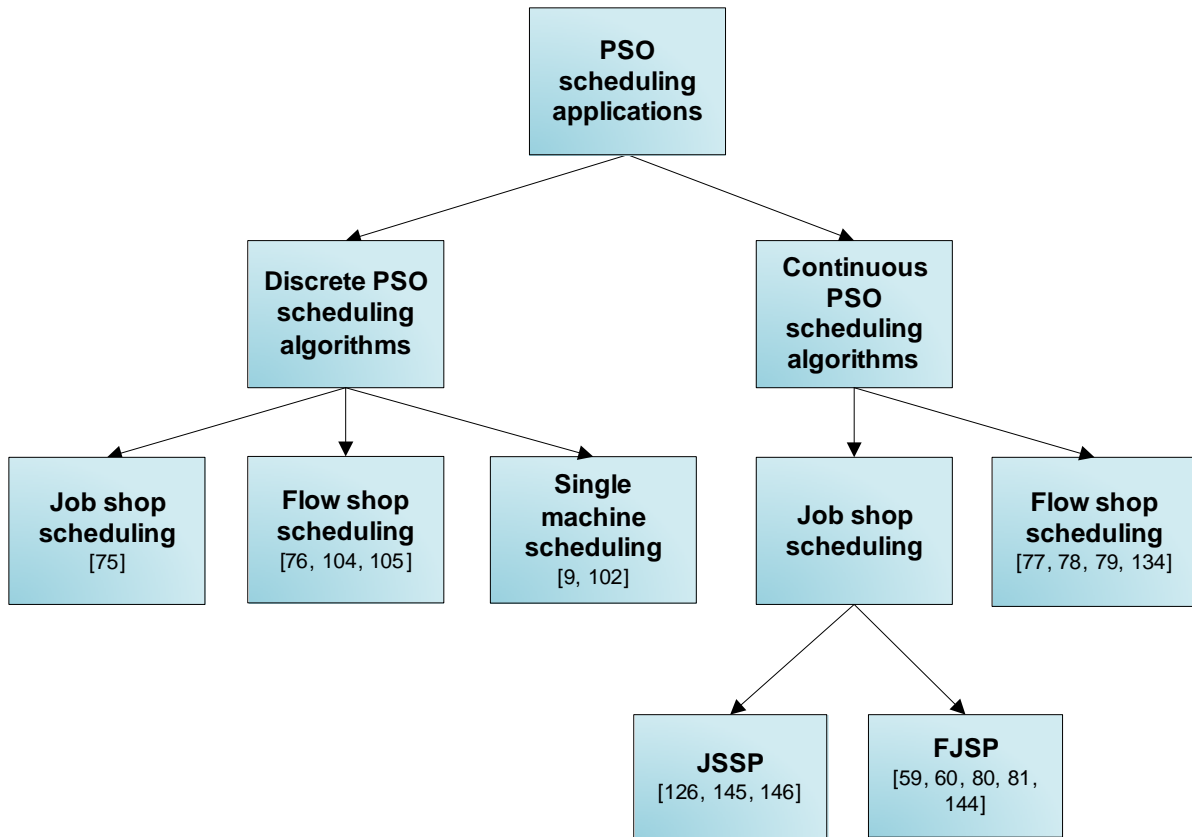 PSO
scheduling
applications
Discrete PSO
scheduling
algorithms
Continuous
PSO
scheduling
algorithms
Job shop
scheduling
[75]
Flow shop
scheduling
[76, 104, 105]
Single
machine
scheduling
[9, 102]
Job shop
scheduling
Flow shop
scheduling
[77, 78, 79, 134]
JSSP
[126, 145, 146]
FJSP
[59, 60, 80, 81,
144]